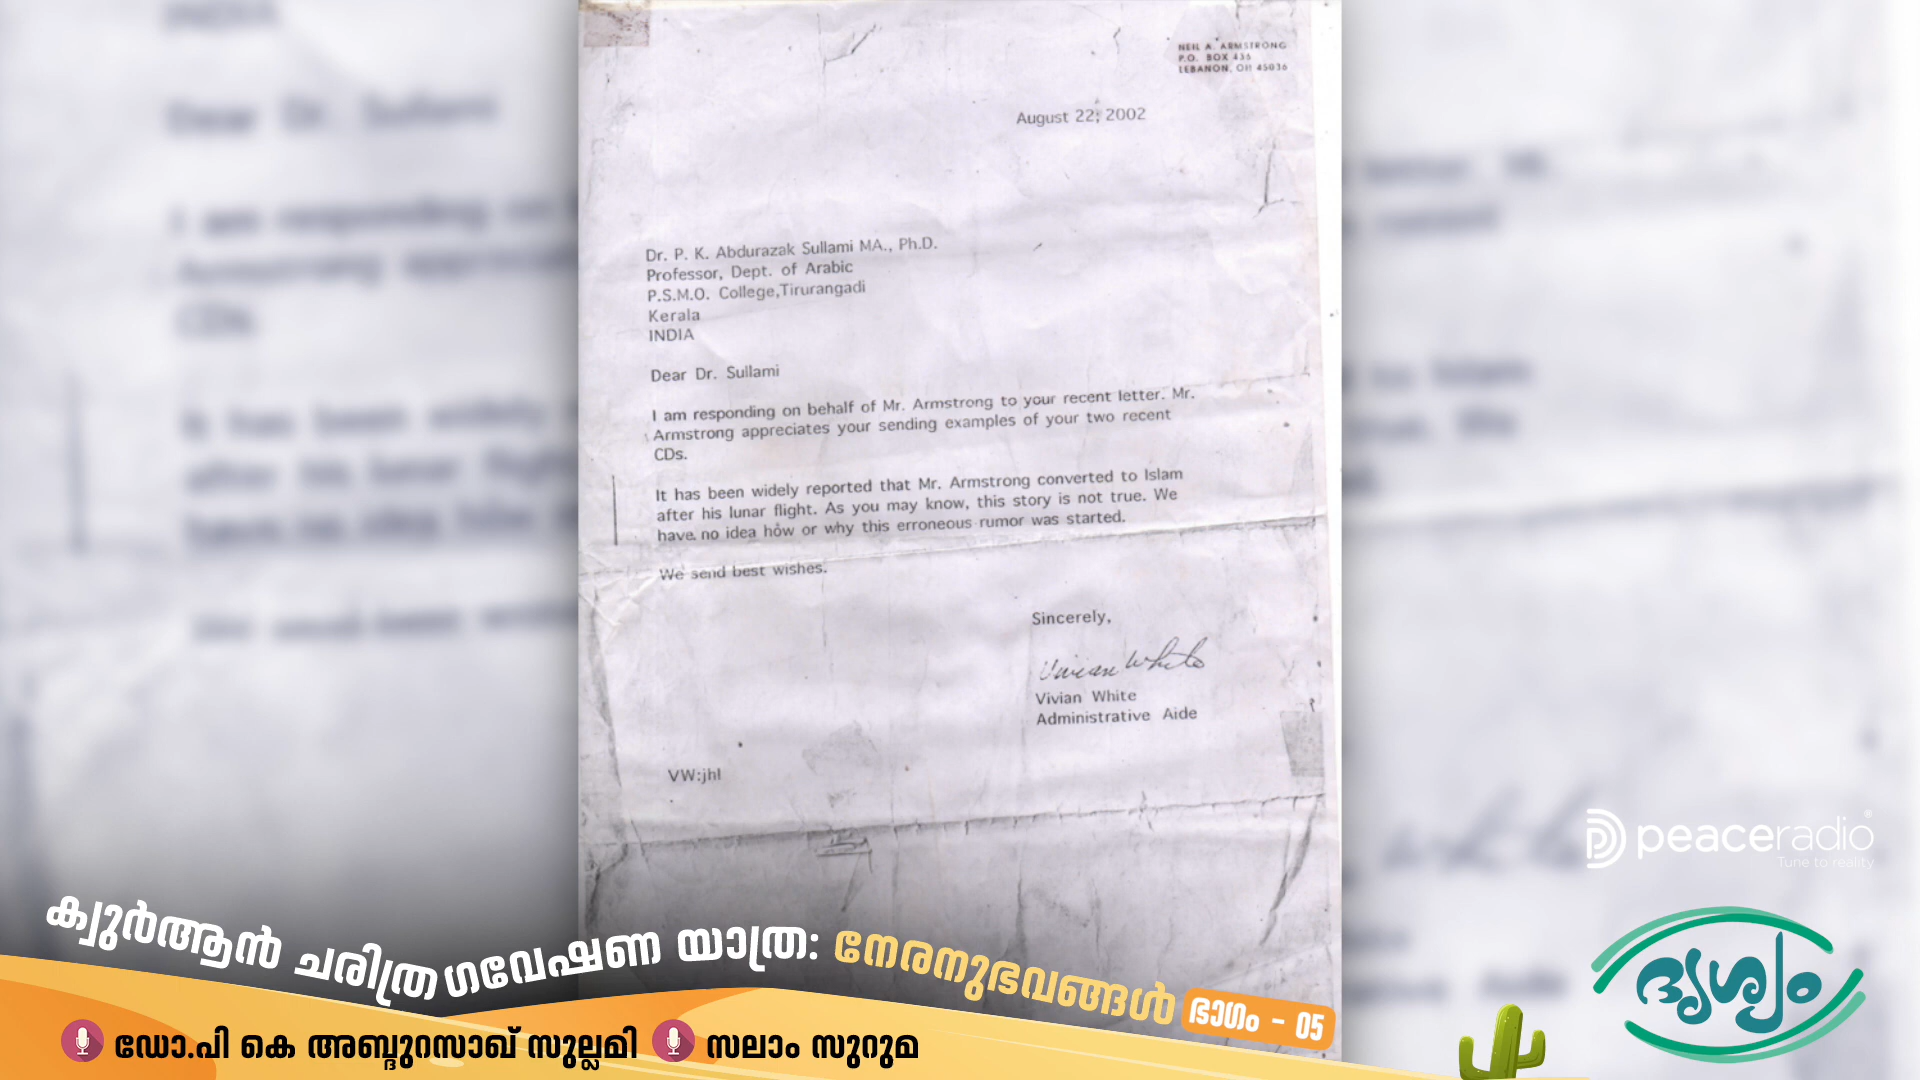 NEIL A. ARMSTRONG
P.O. BOX 436
LEBANON, OH 45036
August 22, 2002
Dr. P. K. Abdurazak Sullami MA., Ph.D.
Professor, Dept. of Arabic
P.S.M.O. College,Tirurangadi
Kerala
INDIA
Dear Dr. Sullami
I am responding on behalf of Mr. Armstrong to your recent letter. Mr.
Armstrong appreciates your sending examples of your two recent
CDs.
It has been widely reported that Mr. Armstrong converted to Islam
after his lunar flight. As you may know, this story is not true. We
have no idea how or why this erroneous rumor was started.
We send best wishes.
Sincerely,
Vivian White
Vivian White
Administrative Aide
VW:jhl
peaceradio
Tune to reality
ക്വുർആൻ ചരിത്ര ഗവേഷണ യാത്ര: നേരനുഭവങ്ങൾ ഭാഗം - 05
ദൃശ്യം
ഡോ.പി കെ അബ്ദുറസാഖ് സുല്ലമി സലാം സുറുമ